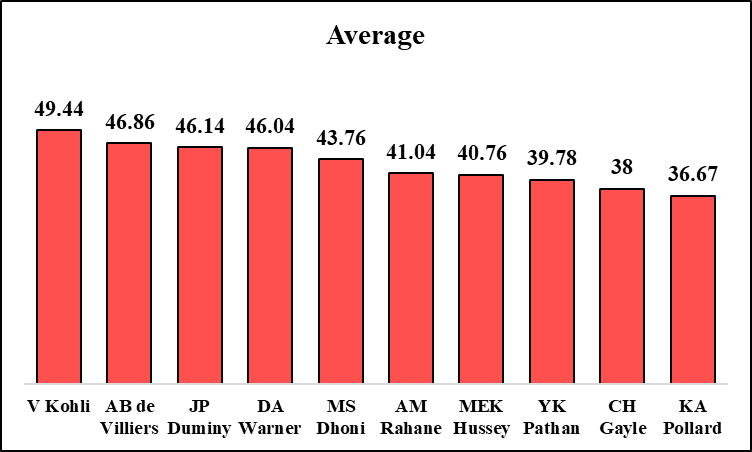 Average
49.44
46.86
46.14
46.04
43.76
41.04
40.76
39.78
38
36.67
V Kohli
AB de
Villiers
JP
Duminy
DA
Warner
MS
Dhoni
AM
Rahane
MEK
Hussey
YK
Pathan
CH
Gayle
KA
Pollard